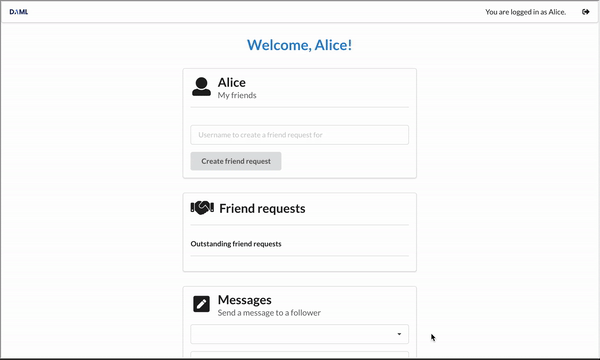 DAML
You are logged in as Alice.
Welcome, Alice!
Alice
My friends
Username to create a friend request for
Create friend request
Friend requests
Outstanding friend requests
Messages
Send a message to a follower